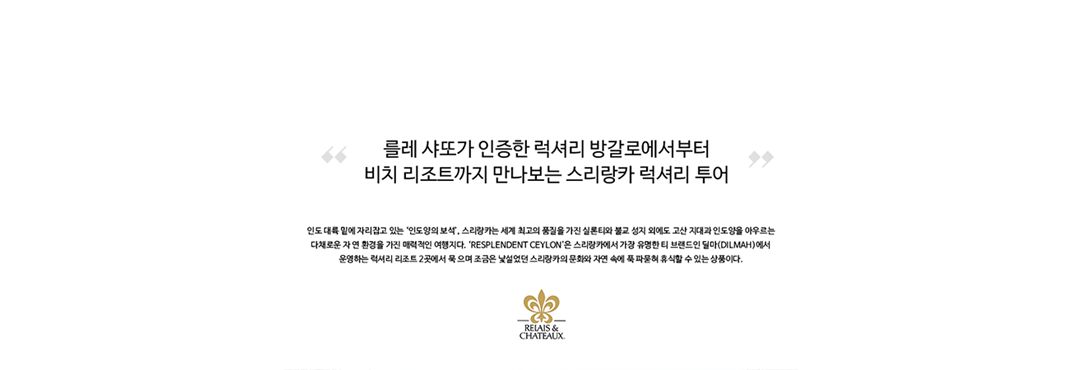 “ 를레 샤또가 인증한 럭셔리 방갈로에서부터 ”
비치 리조트까지 만나보는 스리랑카 럭셔리 투어
인도 대륙 밑에 자리잡고 있는 '인도양의 보석', 스리랑카는 세계 최고의 품질을 가진 실론티와 불교 성지 외에도 고산 지대과 인도양을 아우르는
다채로운 자 연 환경을 가진 매력적인 여행지다. 'RESPLENDENT CEYLON'은 스리랑카에서 가장 유명한 티 브랜드인 딜마(DILMAH)에서
운영하는 럭셔리 리조트 2곳에서 묵 으며 조금은 낯설었던 스리랑카의 문화와 자연 속에 푹 파묻혀 휴식할 수 있는 상품이다.
RELAIS &
CHATEAUX.